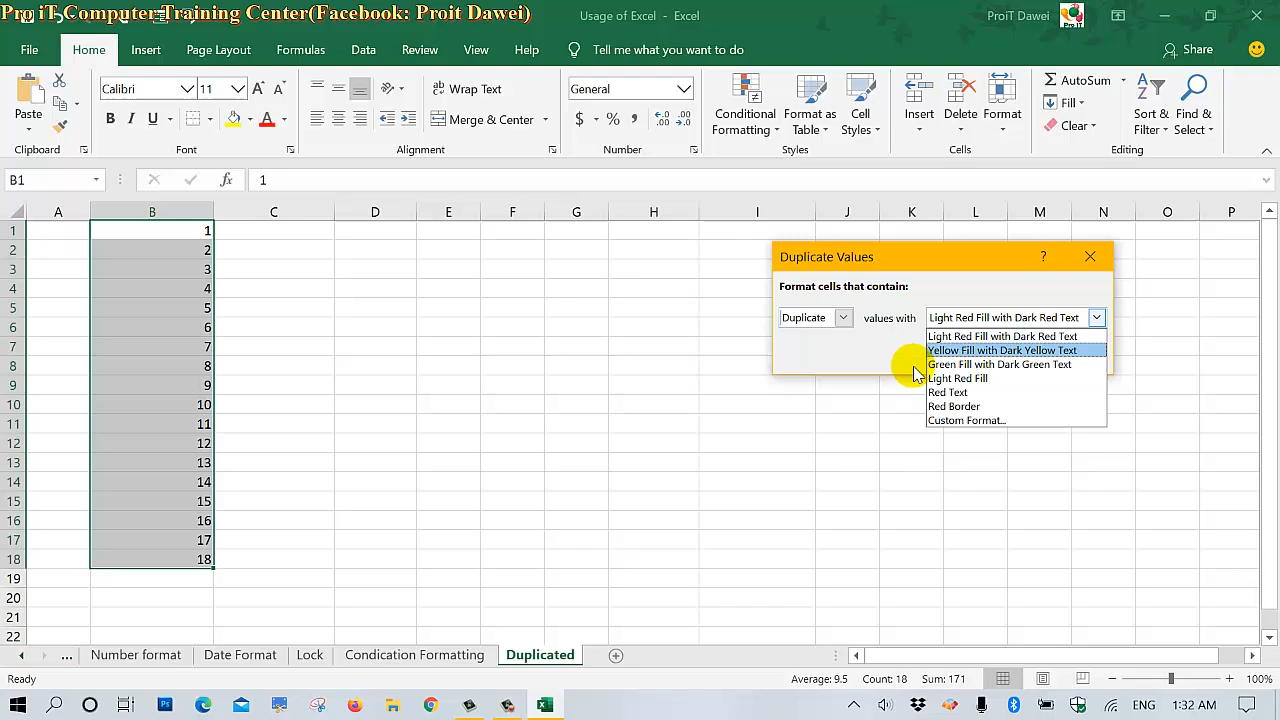 Pro iT Computer Training Center(Facebook: Proit Dawei)
Usage of Excel - Excel
ProiT Dawei
File Home Insert Page Layout Formulas Data Review View Help Tell me what you want to do Share
Paste
Clipboard
Calibri 11
B I U A
Font
Wrap Text
Merge & Center
Alignment
General
$ % ,
Number
Conditional Formatting
Format as Table
Cell Styles
Styles
Insert
Delete
Format
Cells
AutoSum
Fill
Clear
Sort & Filter
Find & Select
Editing
B1 fx 1
A B C D E F G H I J K L M N O P
1 1
2 2
3 3
4 4
5 5
6 6
7 7
8 8
9 9
10 10
11 11
12 12
13 13
14 14
15 15
16 16
17 17
18 18
19
20
21
22
Duplicate Values ?
Format cells that contain:
Duplicate values with Light Red Fill with Dark Red Text
Light Red Fill with Dark Red Text
Yellow Fill with Dark Yellow Text
Green Fill with Dark Green Text
Light Red Fill
Red Text
Red Border
Custom Format...
... Number format Date Format Lock Condication Formatting Duplicated
Ready Average: 9.5 Count: 18 Sum: 171 100%
ENG 1:32 AM